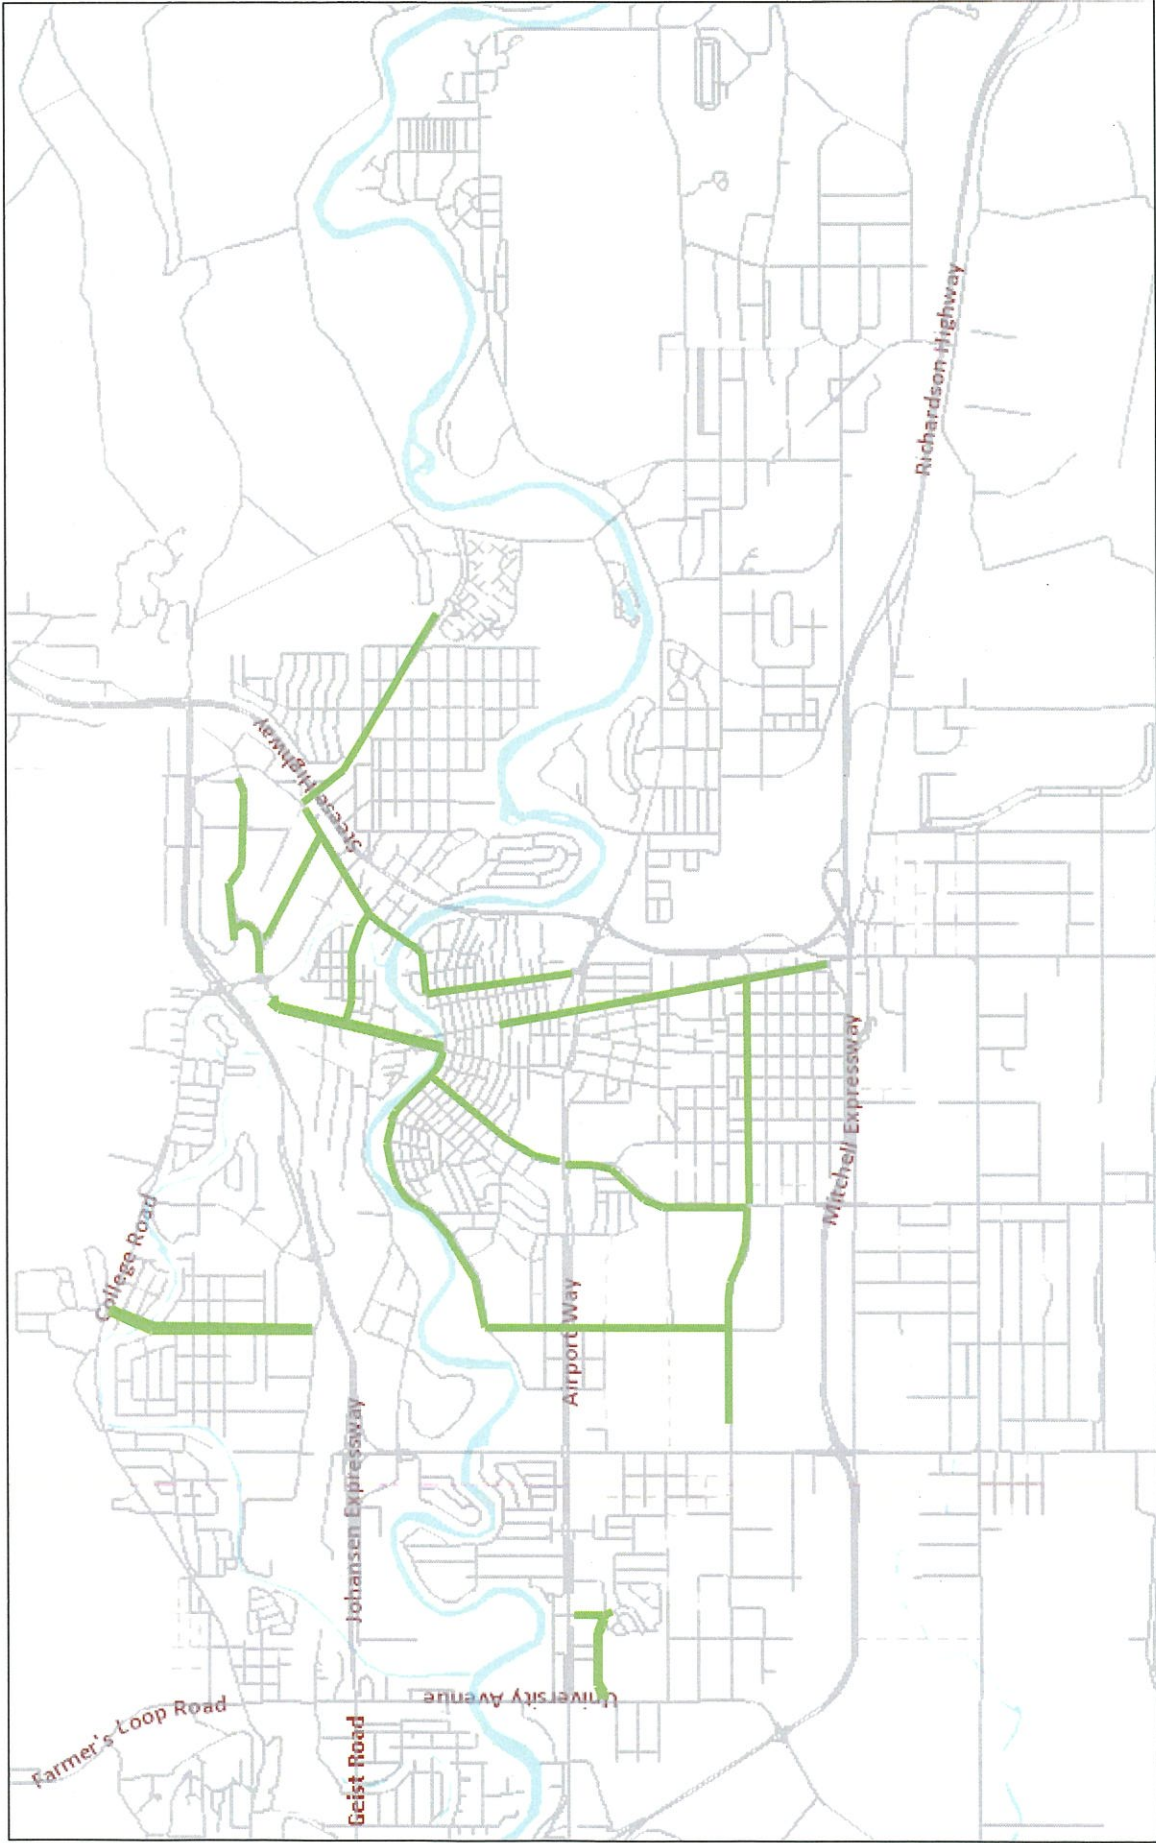 Farmer's Loop Road
College Road
Steese Highway
Geist Road
Johansen Expressway
University Avenue
Airport Way
Mitchell Expressway
Richardson Highway